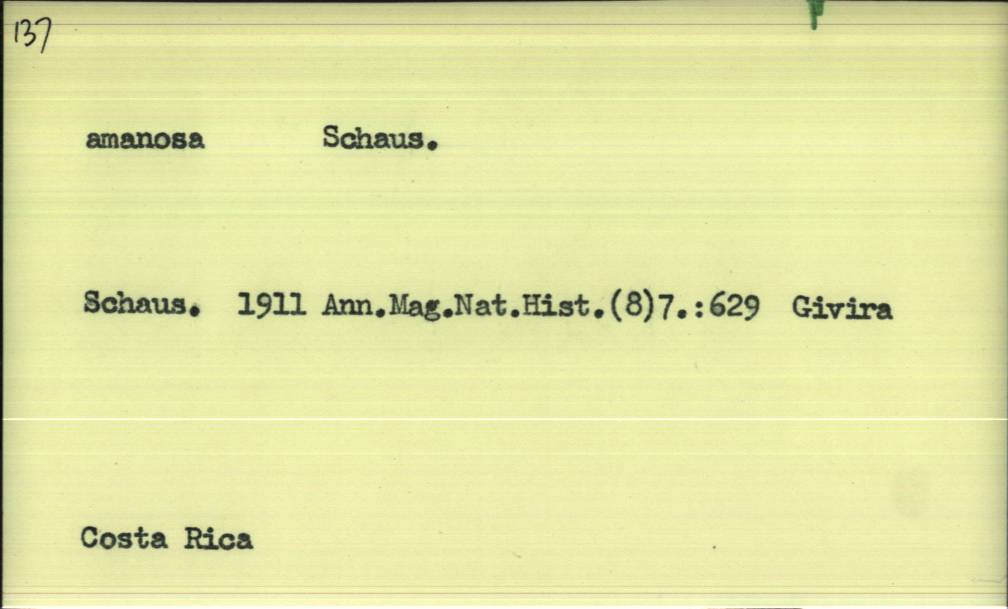 137
amanosa Schaus.
Schaus. 1911 Ann.Mag.Nat.Hist.(8)7.:629 Givira
Costa Rica